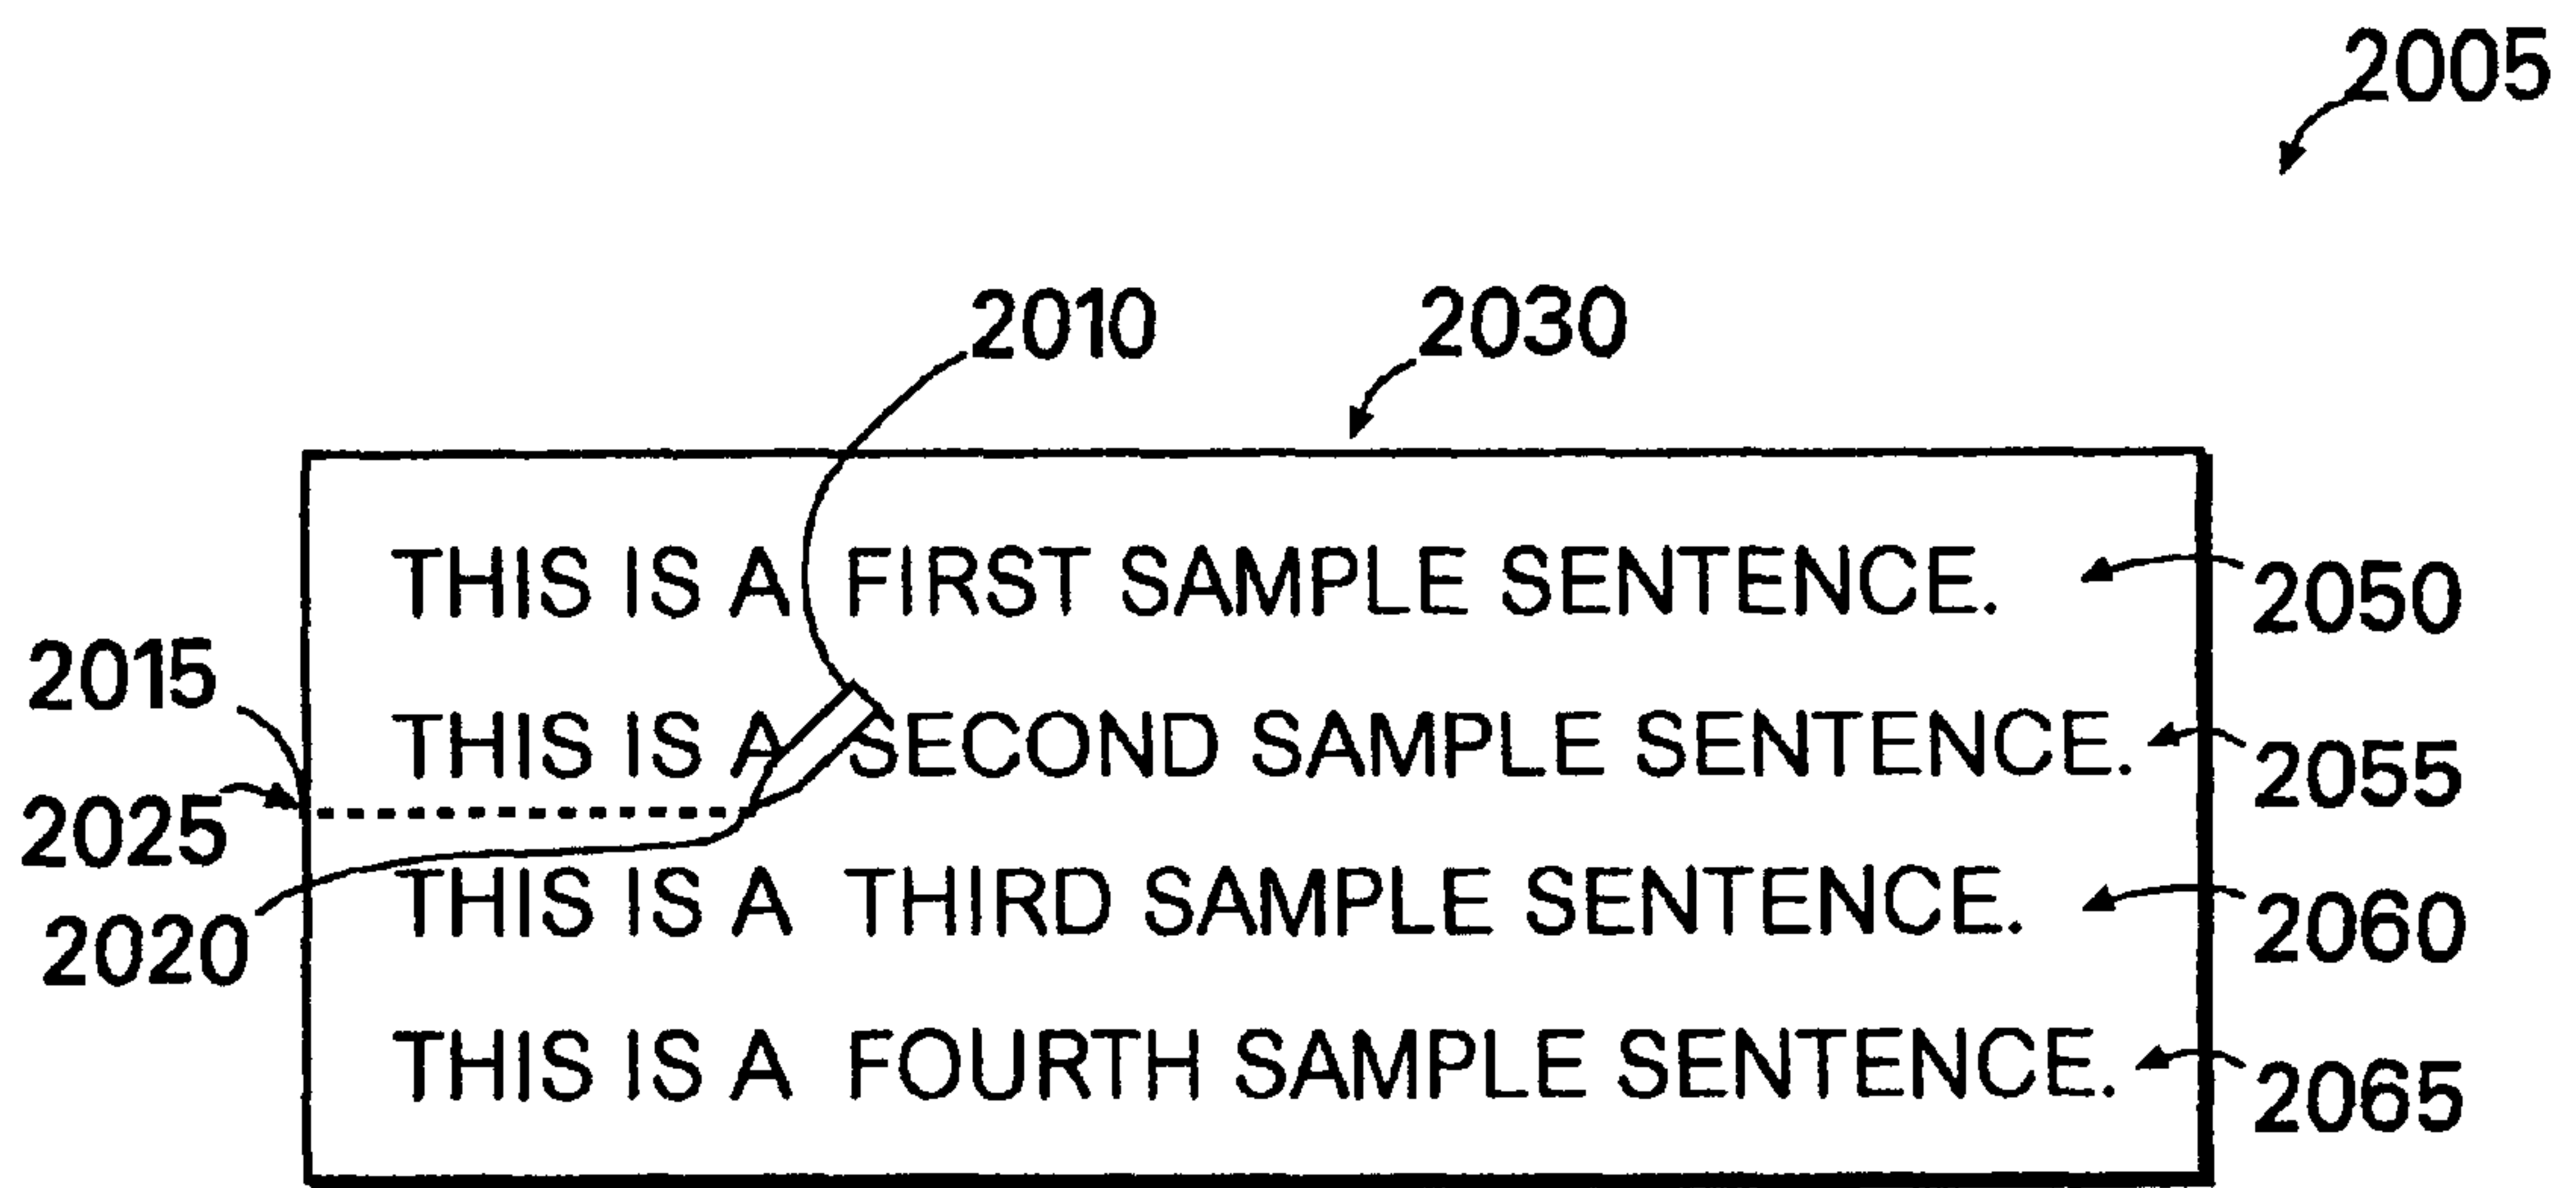 2005
2010 2030
THIS IS A FIRST SAMPLE SENTENCE. 2050
2015
THIS IS A SECOND SAMPLE SENTENCE. 2055
2025
THIS IS A THIRD SAMPLE SENTENCE. 2060
2020
THIS IS A FOURTH SAMPLE SENTENCE. 2065